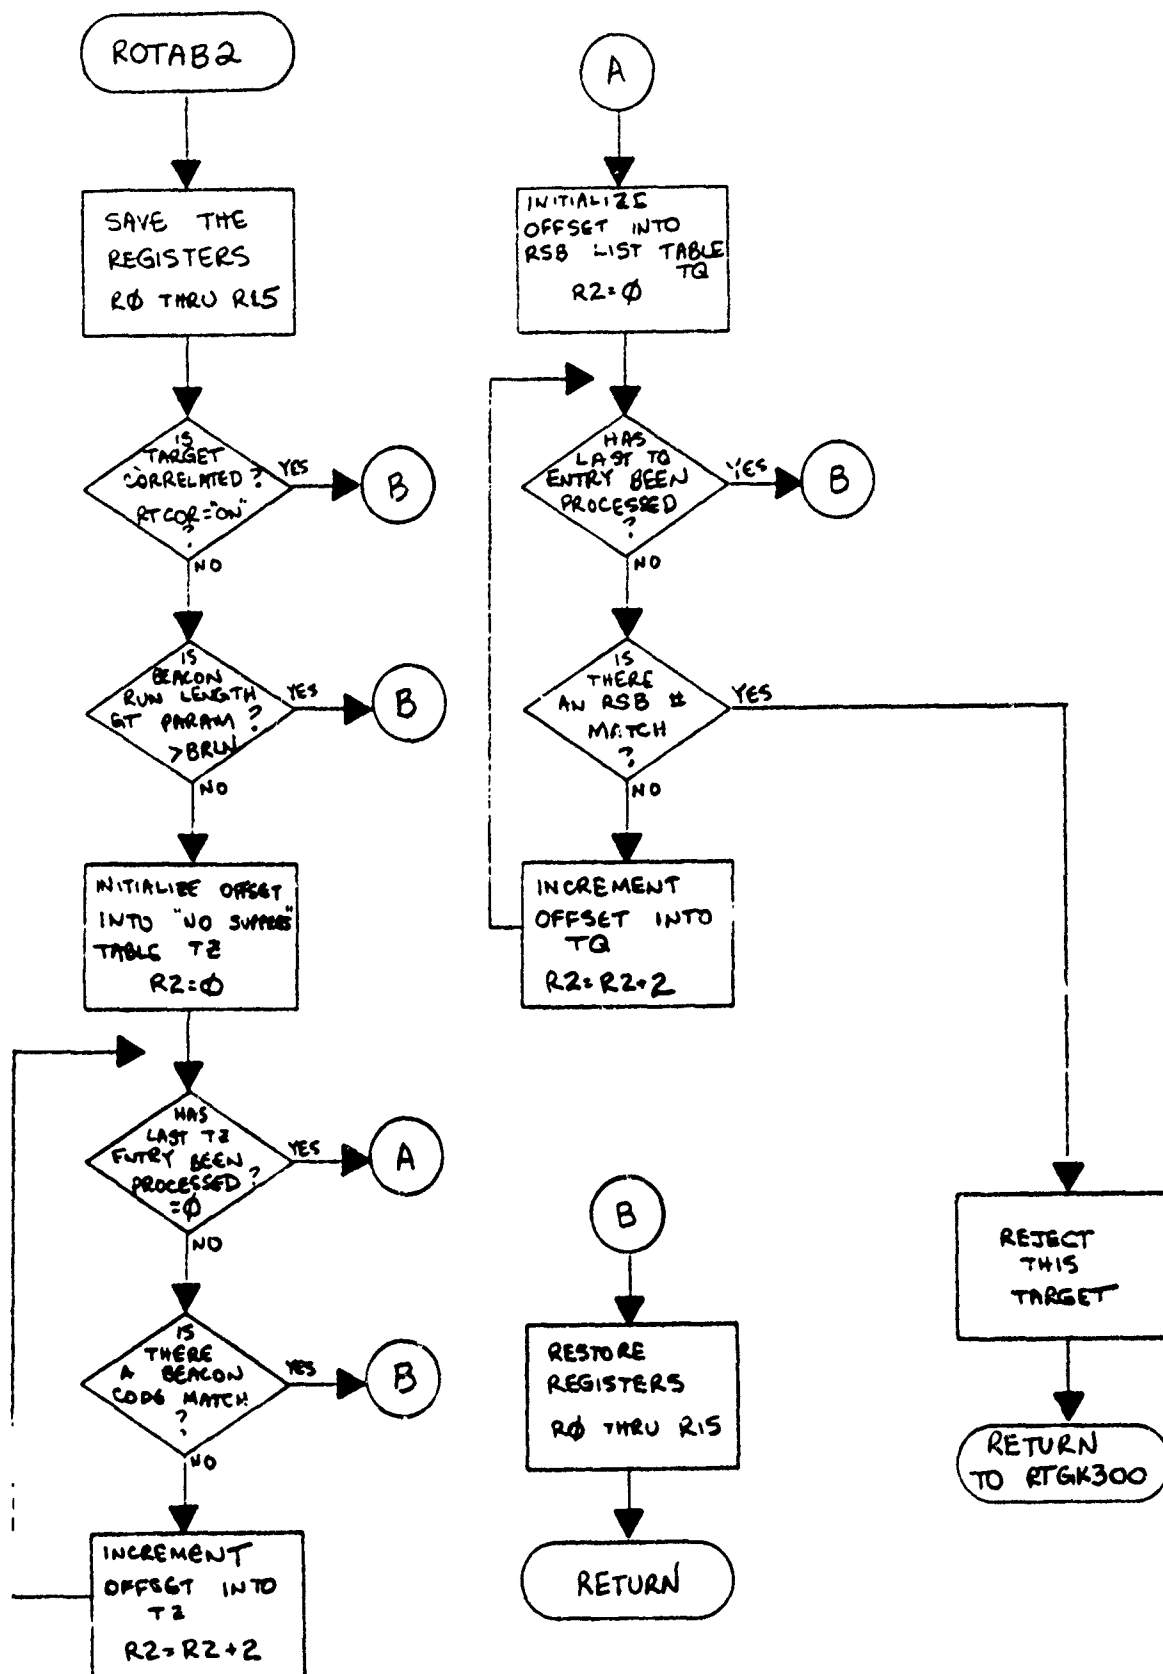 ROTAB2
SAVE THE
REGISTERS
RØ THRU R15
IS
TARGET
CORRELATED?
RTCOR="ON"
?
YES
B
NO
IS
BEACON
RUN LENGTH
GT PARAM ?
>BRLN
YES
B
NO
INITIALIZE OFFSET
INTO "NO SUPPRES"
TABLE TZ
R2=Ø
HAS
LAST TZ
ENTRY BEEN
PROCESSED?
=Ø
YES
A
NO
IS
THERE
A BEACON
CODE MATCH
?
YES
B
NO
INCREMENT
OFFSET INTO
TZ
R2=R2+2
A
INITIALIZE
OFFSET INTO
RSB LIST TABLE
TQ
R2=Ø
HAS
LAST TQ
ENTRY BEEN
PROCESSED
?
YES
B
NO
IS
THERE
AN RSB #
MATCH
?
YES
NO
INCREMENT
OFFSET INTO
TQ
R2=R2+2
B
RESTORE
REGISTERS
RØ THRU R15
RETURN
REJECT
THIS
TARGET
RETURN
TO RTGK300